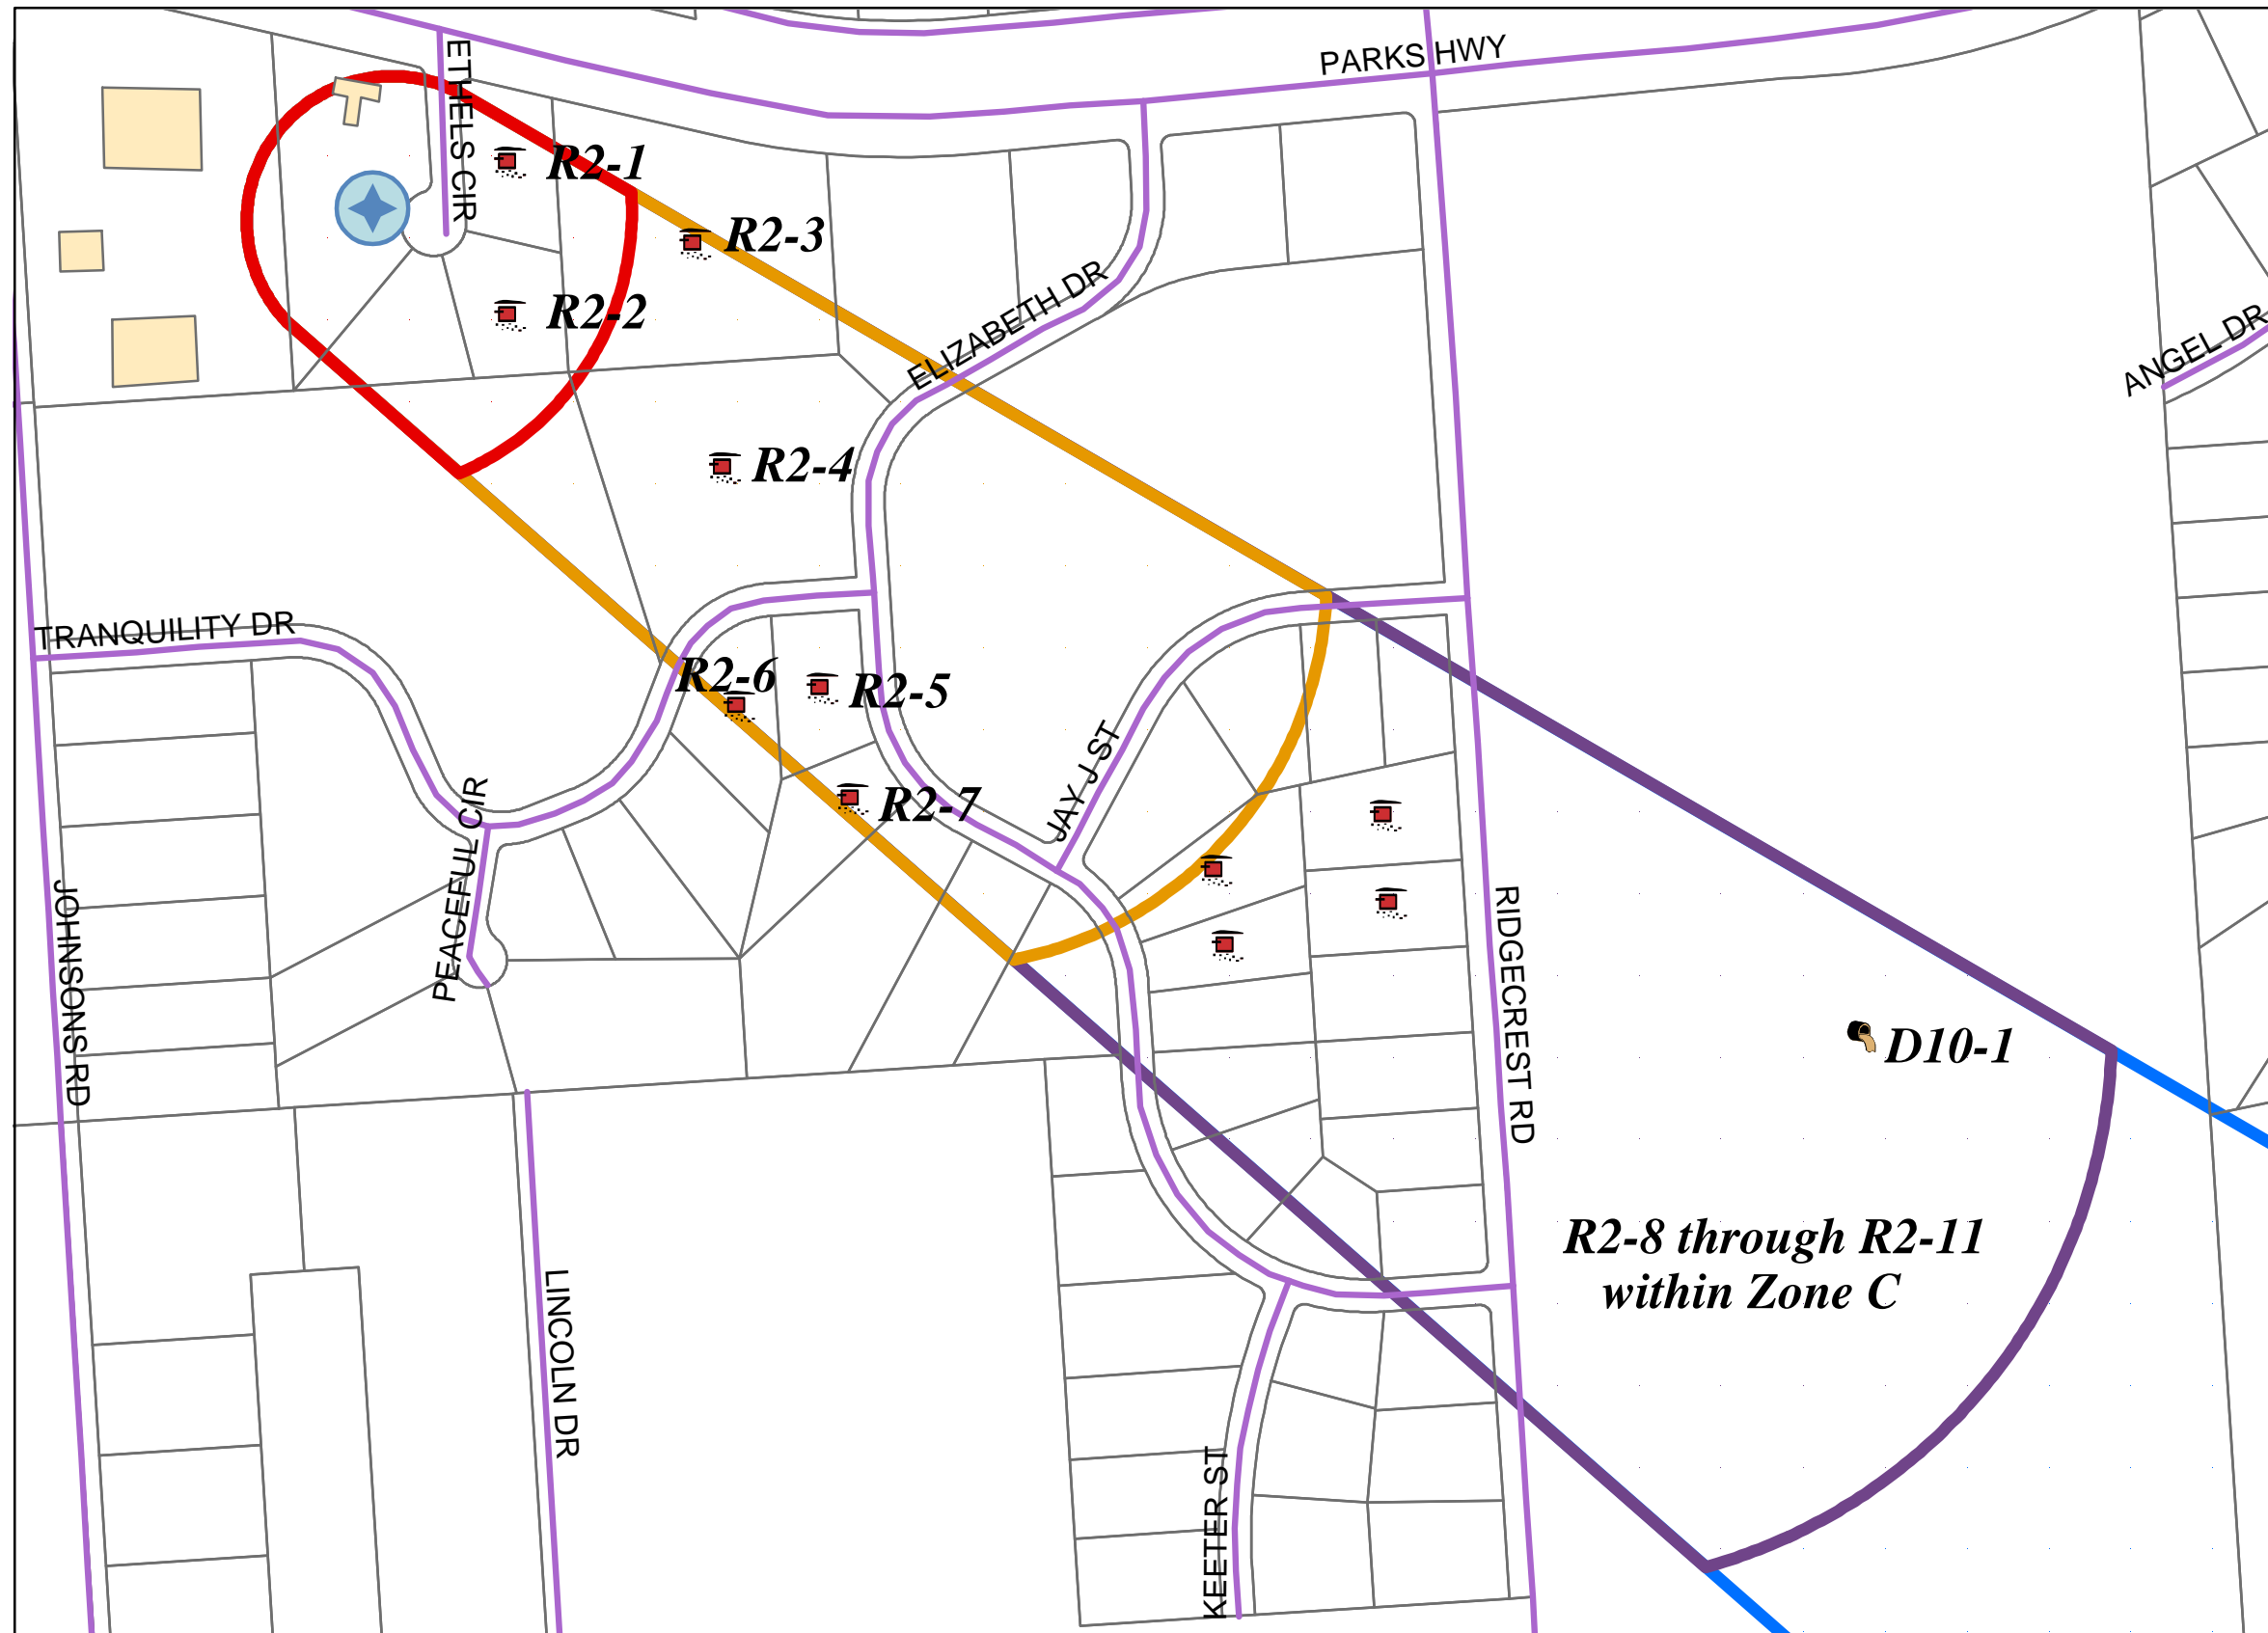 PARKS HWY
ETHELS CIR
R2-1
R2-3
R2-2
ELIZABETH DR
ANGEL DR
R2-4
TRANQUILITY DR
R2-6
R2-5
JAY J ST
R2-7
PEACEFUL CIR
JOHNSONS RD
RIDGECREST RD
D10-1
R2-8 through R2-11
within Zone C
LINCOLN DR
KEETER ST